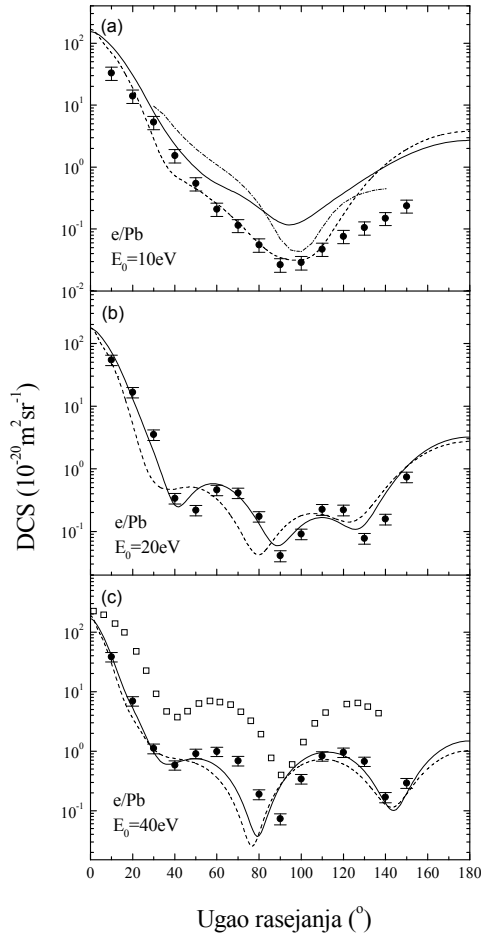 (a)
10²
10¹
10⁰
10⁻¹
10⁻²
e/Pb
E₀=10eV
(b)
10²
10¹
10⁰
10⁻¹
e/Pb
E₀=20eV
DCS (10⁻²⁰m²sr⁻¹)
(c)
10²
10¹
10⁰
10⁻¹
e/Pb
E₀=40eV
0 20 40 60 80 100 120 140 160 180
Ugao rasejanja (°)